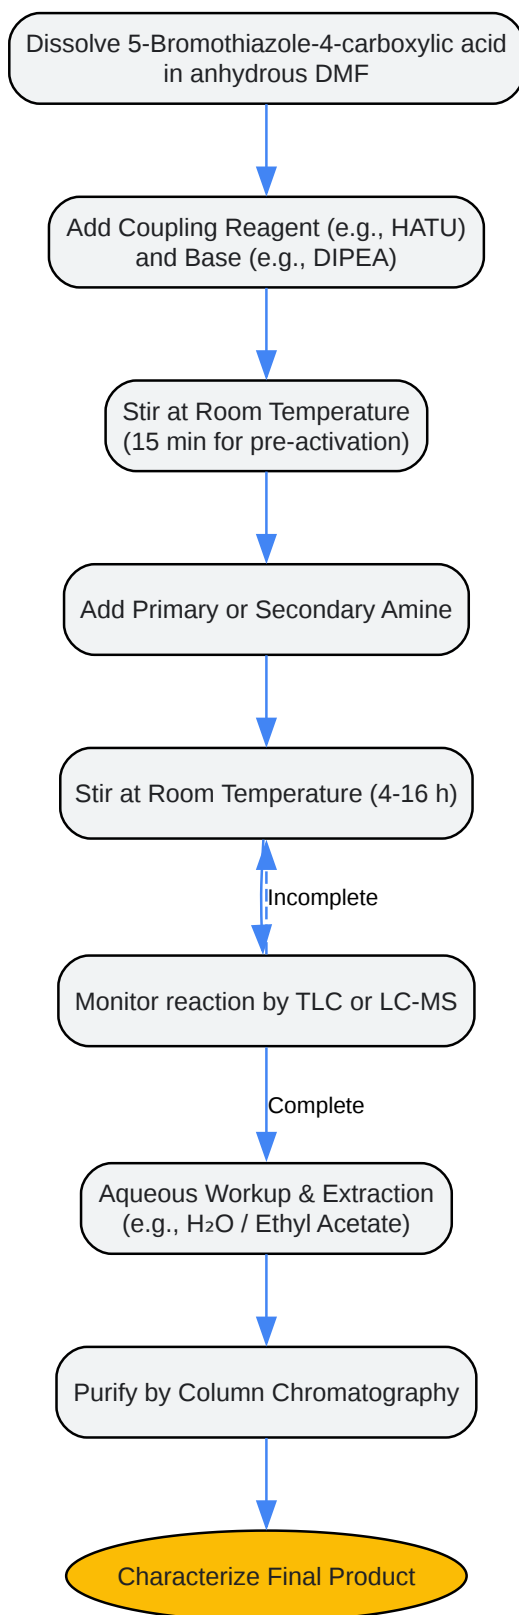 Dissolve 5-Bromothiazole-4-carboxylic acid
in anhydrous DMF
Add Coupling Reagent (e.g., HATU)
and Base (e.g., DIPEA)
Stir at Room Temperature
(15 min for pre-activation)
Add Primary or Secondary Amine
Stir at Room Temperature (4-16 h)
Incomplete
Monitor reaction by TLC or LC-MS
Complete
Aqueous Workup & Extraction
(e.g., H₂O / Ethyl Acetate)
Purify by Column Chromatography
Characterize Final Product